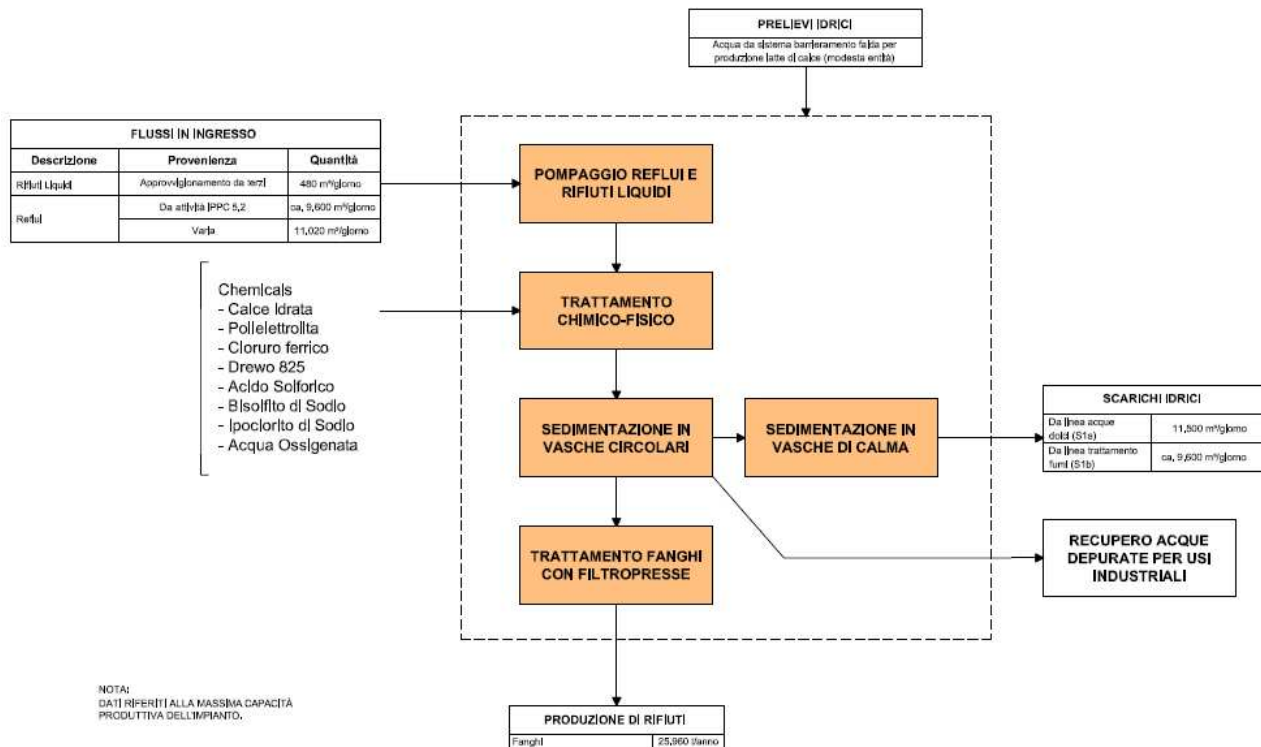 PRELIEVI IDRICI
Acqua da sistema barrieramento falda per
produzione latte di calce (modesta entità)
FLUSSI IN INGRESSO
Descrizione Provenienza Quantità
Rifiuti Liquidi Approvvigionamento da terzi 480 m³/giorno
Reflui Da attività IPPC 5.2 ca. 9,600 m³/giorno
Varia 11,020 m³/giorno
POMPAGGIO REFLUI E
RIFIUTI LIQUIDI
Chemicals
- Calce Idrata
- Polielettrolita
- Cloruro ferrico
- Drewo 825
- Acido Solforico
- Bisolfito di Sodio
- Ipoclorito di Sodio
- Acqua Ossigenata
TRATTAMENTO
CHIMICO-FISICO
SEDIMENTAZIONE IN
VASCHE CIRCOLARI
SEDIMENTAZIONE IN
VASCHE DI CALMA
SCARICHI IDRICI
Da linea acque
dolci (S1a) 11,500 m³/giorno
Da linea trattamento
fumi (S1b) ca. 9,600 m³/giorno
TRATTAMENTO FANGHI
CON FILTROPRESSE
RECUPERO ACQUE
DEPURATE PER USI
INDUSTRIALI
NOTA:
DATI RIFERITI ALLA MASSIMA CAPACITÀ
PRODUTTIVA DELL'IMPIANTO.
PRODUZIONE DI RIFIUTI
Fanghi 25,960 t/anno